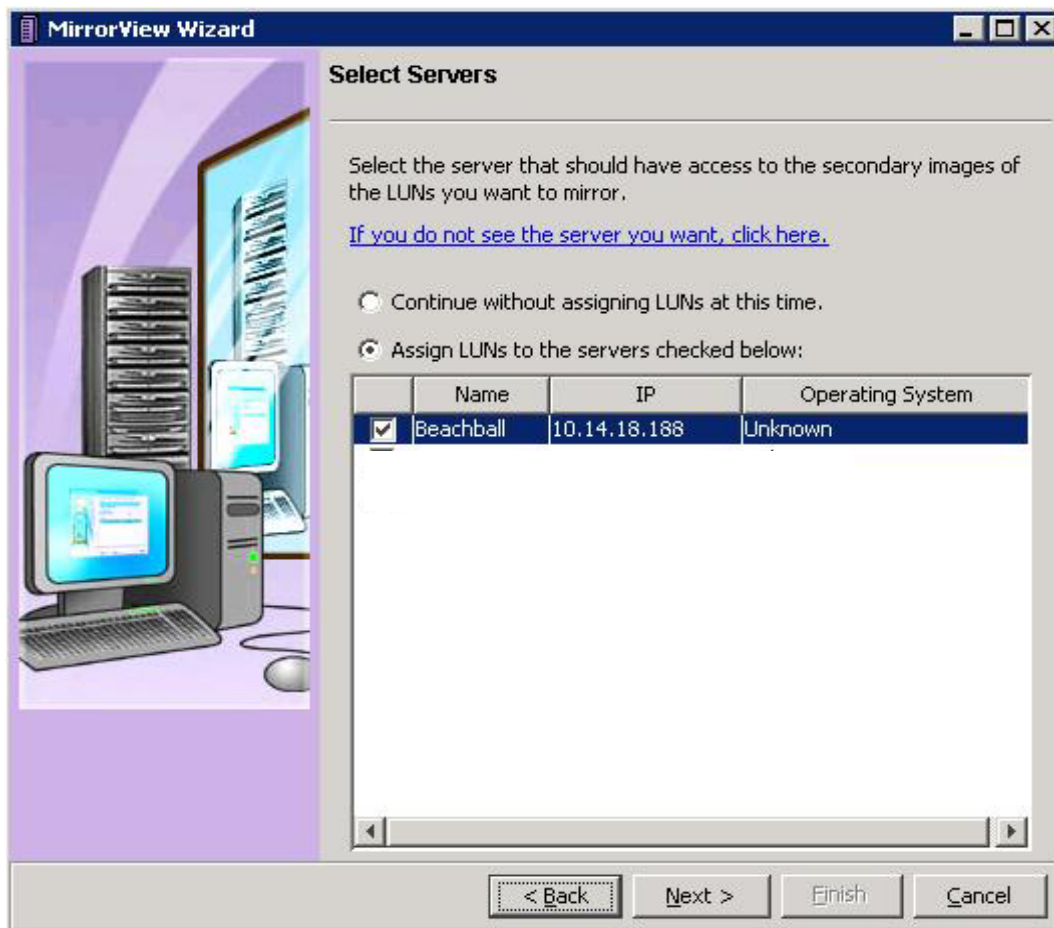 MirrorView Wizard
Select Servers
Select the server that should have access to the secondary images of
the LUNs you want to mirror.
If you do not see the server you want, click here.
Continue without assigning LUNs at this time.
Assign LUNs to the servers checked below:
Name IP Operating System
Beachball 10.14.18.188 Unknown
< Back Next > Finish Cancel